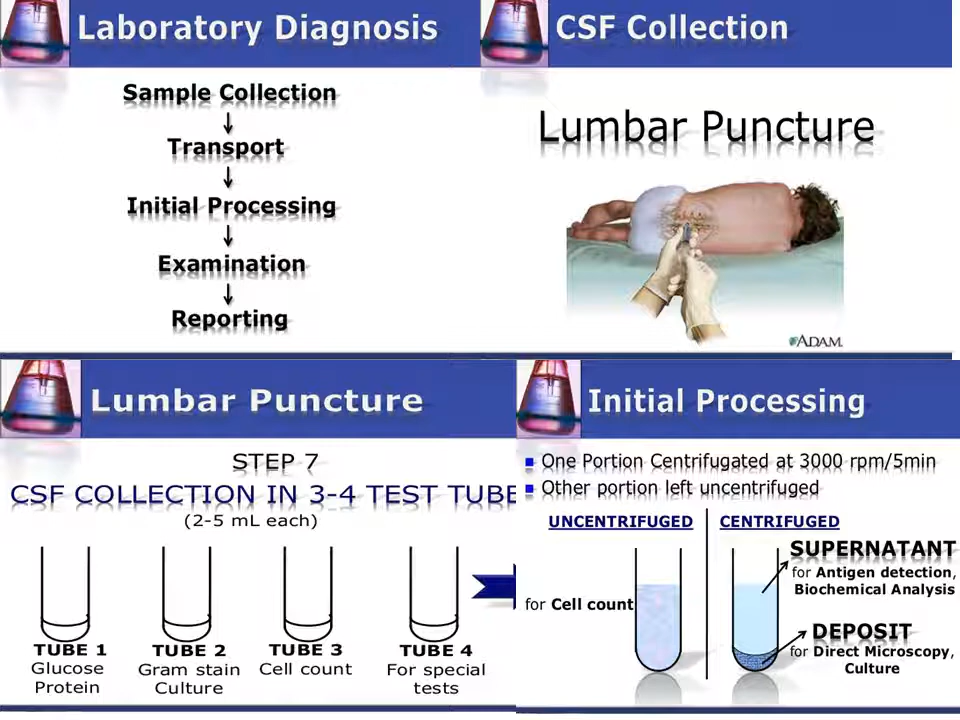 Laboratory Diagnosis
Sample Collection
Transport
Initial Processing
Examination
Reporting
CSF Collection
Lumbar Puncture
ADAM.
Lumbar Puncture
STEP 7
CSF COLLECTION IN 3-4 TEST TUBE
(2-5 mL each)
TUBE 1
Glucose
Protein
TUBE 2
Gram stain
Culture
TUBE 3
Cell count
TUBE 4
For special
tests
Initial Processing
One Portion Centrifugated at 3000 rpm/5min
Other portion left uncentrifuged
UNCENTRIFUGED
for Cell count
CENTRIFUGED
SUPERNATANT
for Antigen detection,
Biochemical Analysis
DEPOSIT
for Direct Microscopy,
Culture